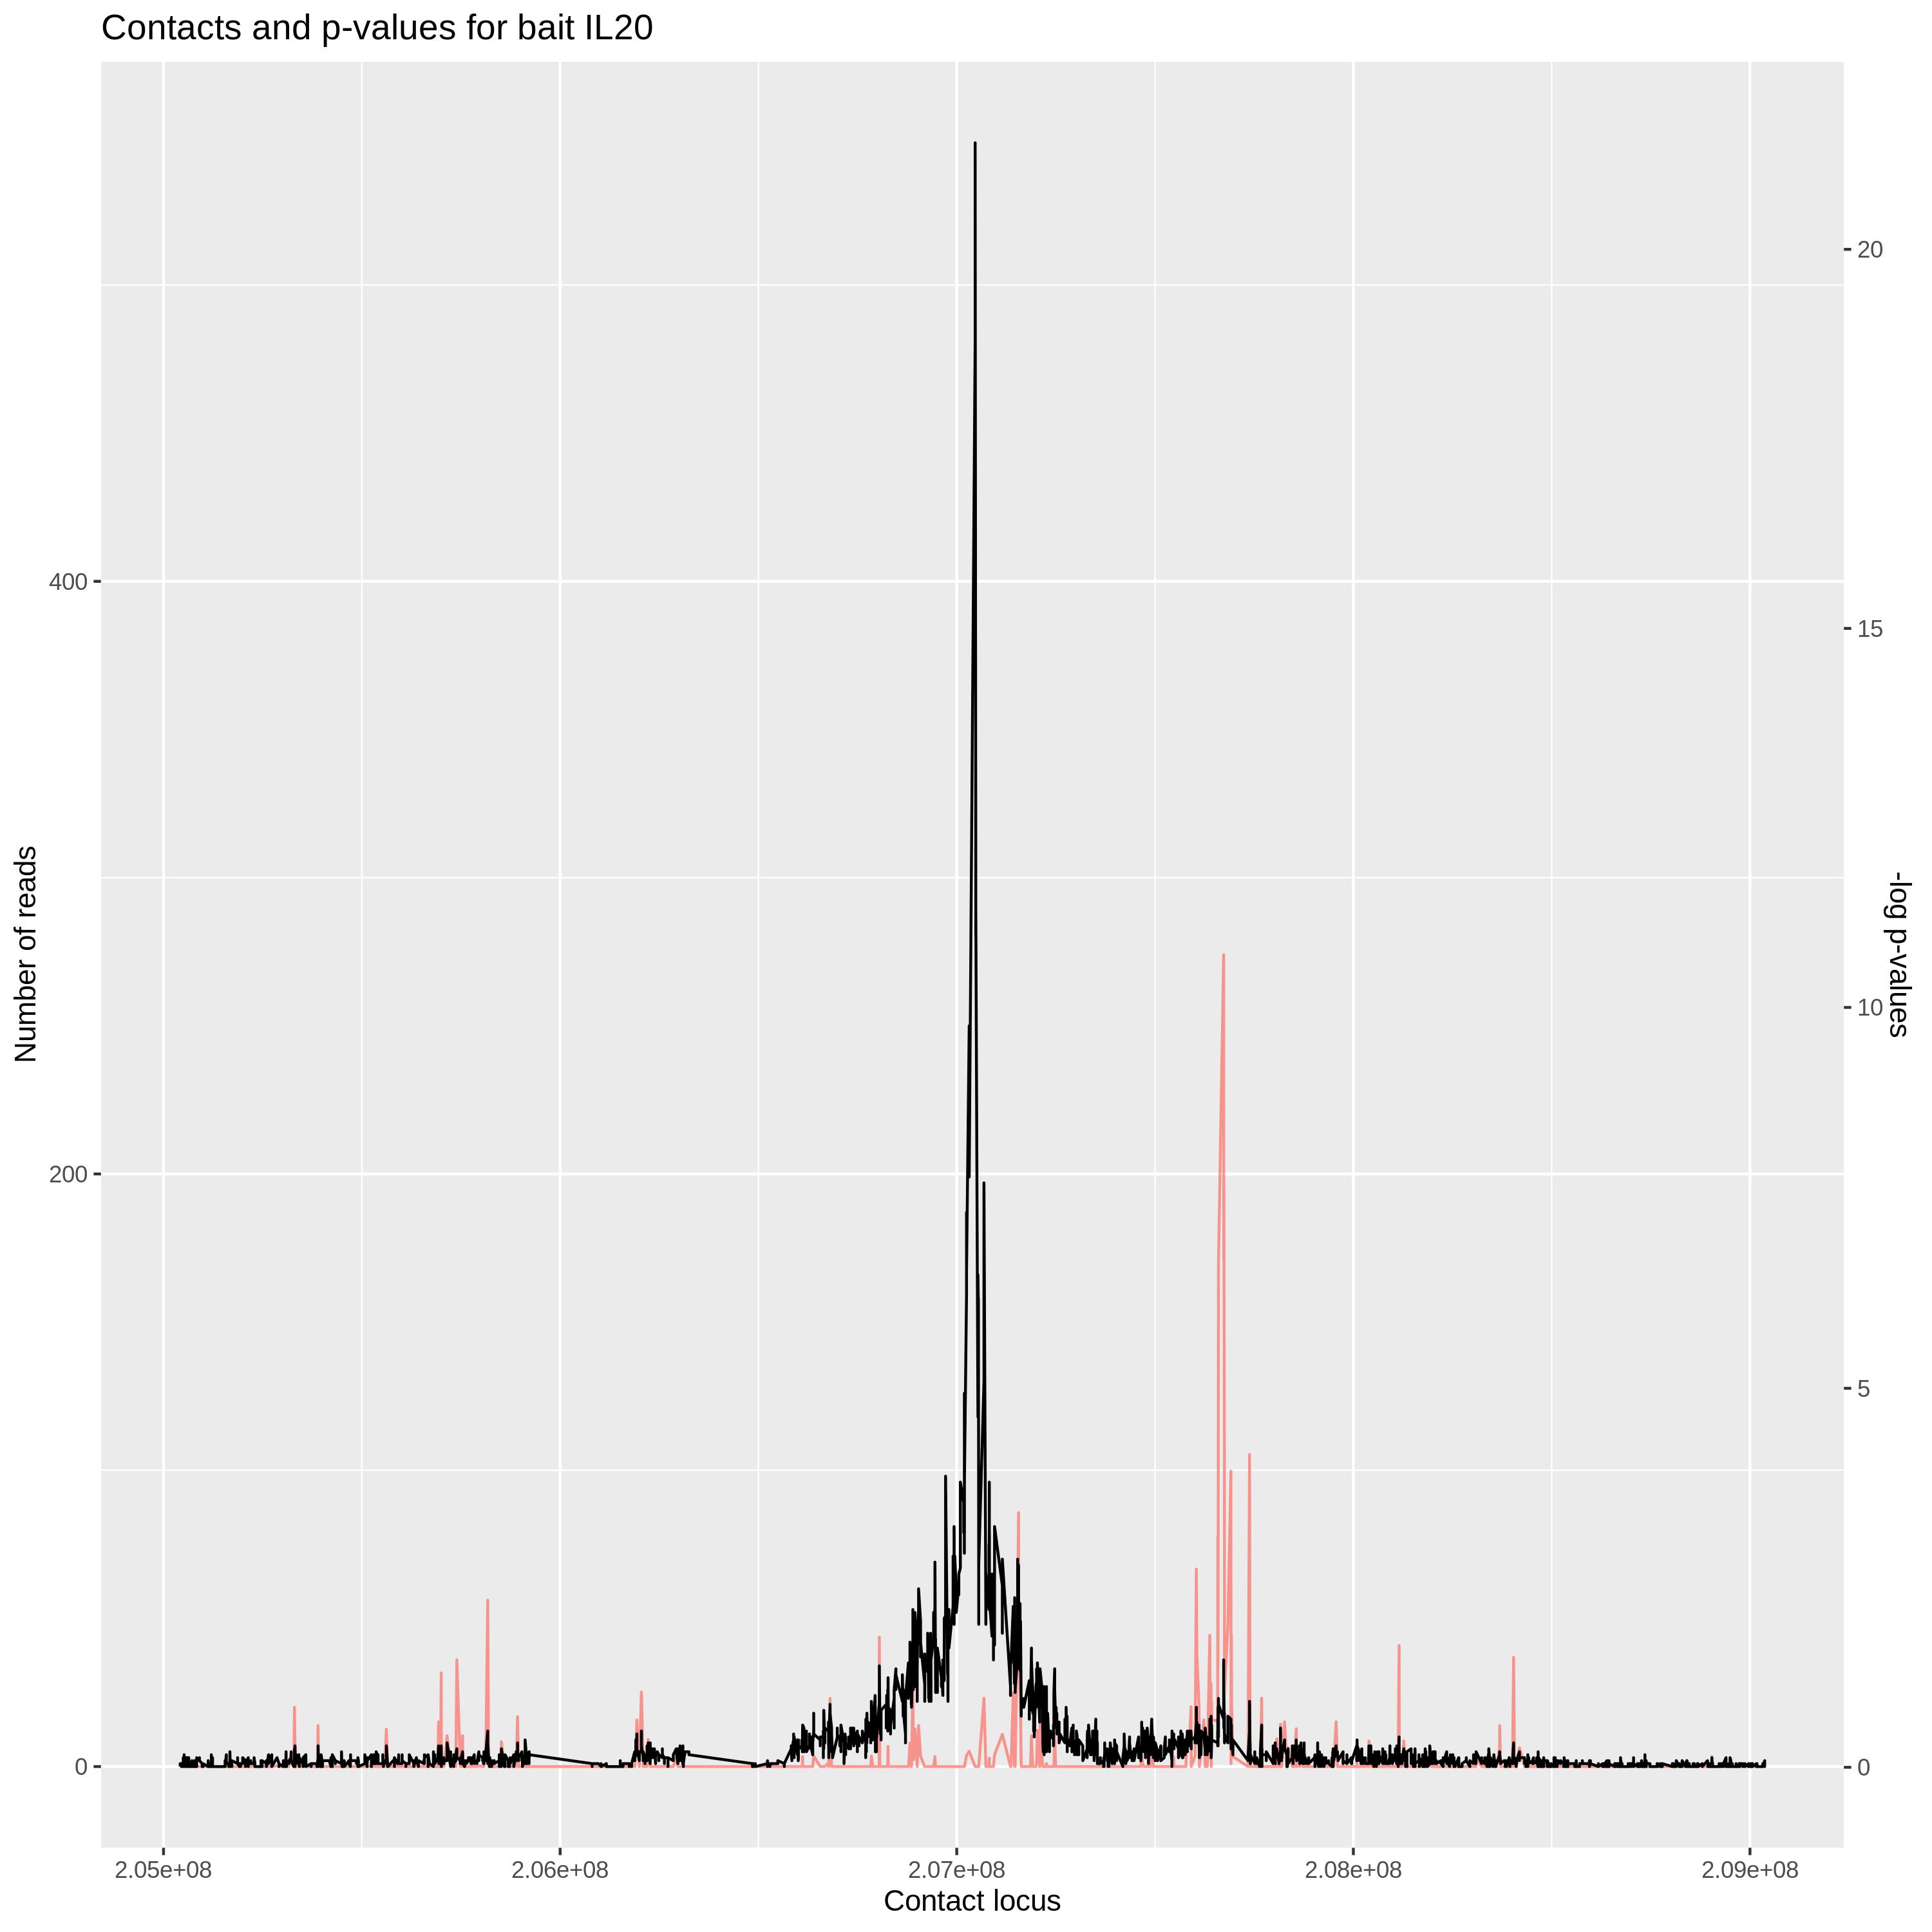 Contacts and p-values for bait IL20
Number of reads
400
200
0
20
15
10
5
0
-log p-values
2.05e+08
2.06e+08
2.07e+08
2.08e+08
2.09e+08
Contact locus